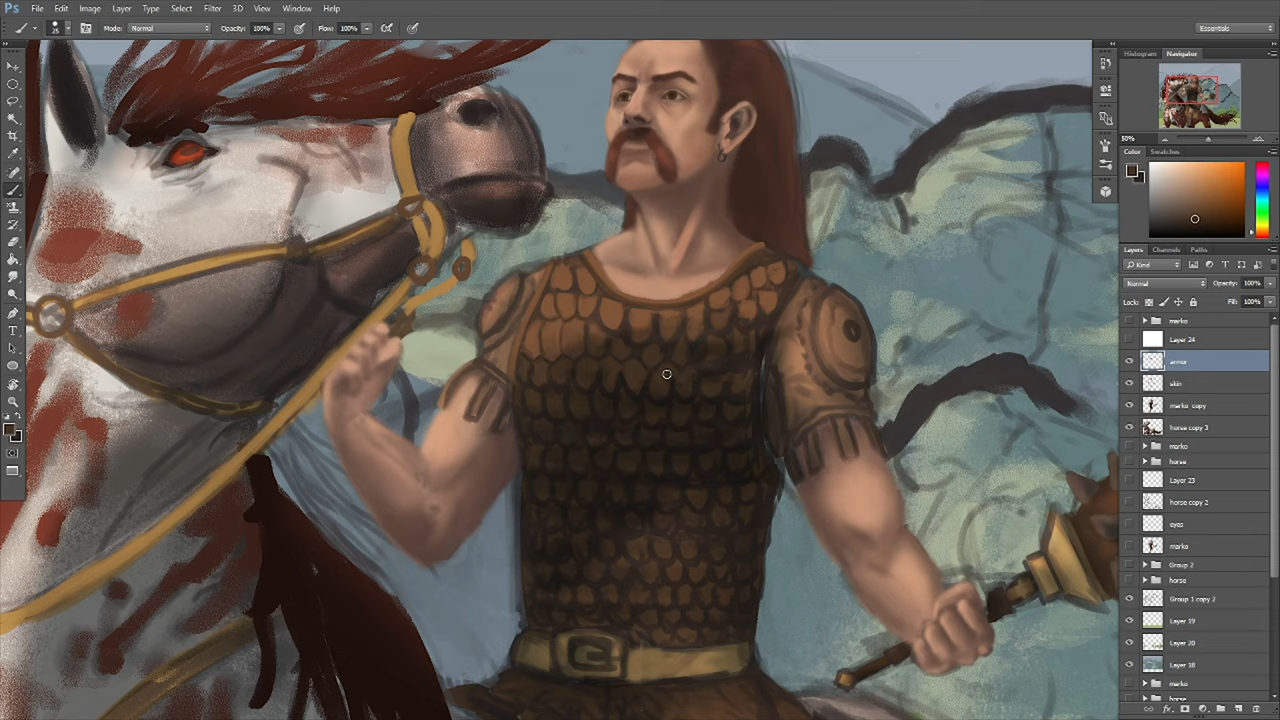 Ps File Edit Image Layer Type Select Filter 3D View Window Help
25 Mode: Normal Opacity: 100% Flow: 100% Essentials
Histogram Navigator
50%
Color Swatches
Layers Channels Paths
Kind
Normal Opacity: 100%
Lock: Fill: 100%
marko
Layer 24
armor
skin
marko copy
horse copy 3
marko
horse
Layer 23
horse copy 2
eyes
marko
Group 2
horse
Group 1 copy 2
Layer 19
Layer 20
Layer 18
marko
horse